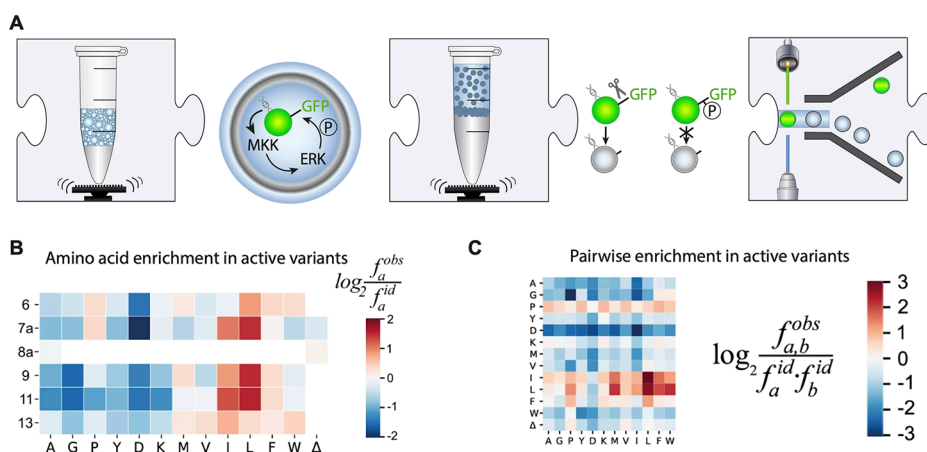 A
GFP
MKK
P
ERK
GFP
GFP
P
B
Amino acid enrichment in active variants
log₂ f_a^obs / f_a^id
6
7a
8a
9
11
13
A G P Y D K M V I L F W Δ
2
1
0
-1
-2
C
Pairwise enrichment in active variants
A
G
P
Y
D
K
M
V
I
L
F
W
Δ
A G P Y D K M V I L F W
3
2
1
0
-1
-2
-3
log₂ f_{a,b}^obs / f_a^id · f_b^id